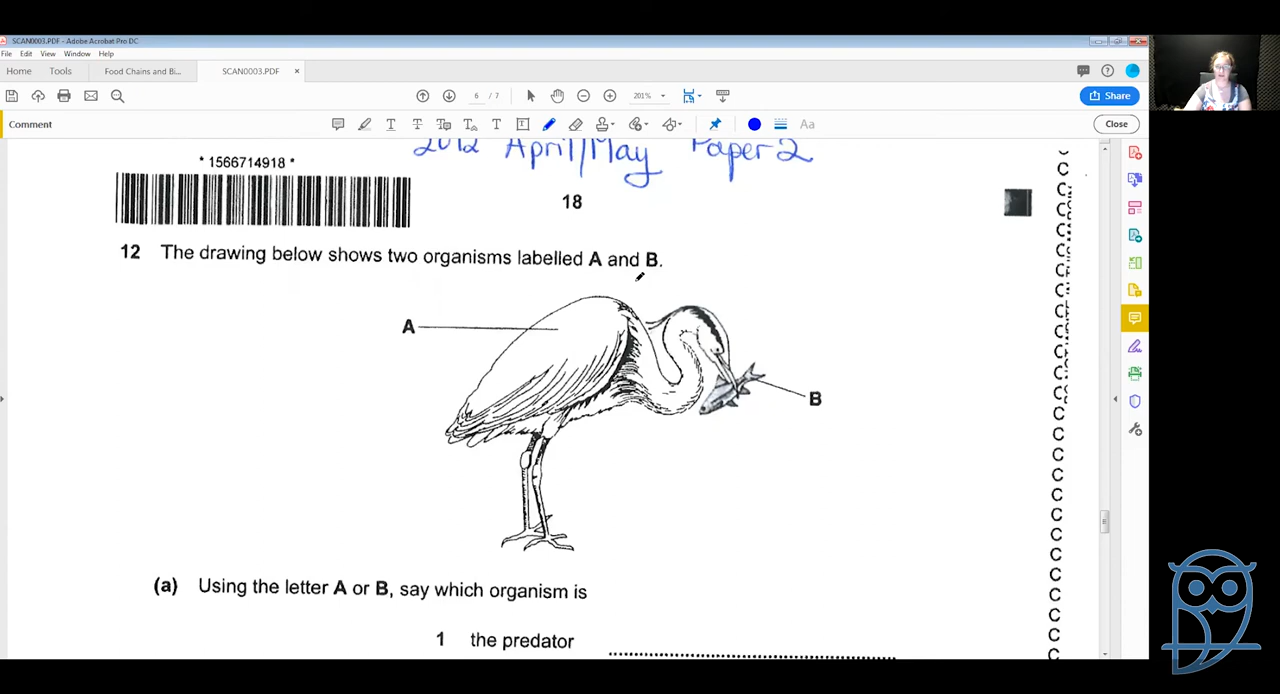 SCAN0003.PDF - Adobe Acrobat Pro DC
File Edit View Window Help
Home Tools Food Chains and Bi... SCAN0003.PDF ×
6 / 7 201% Share
Comment Aa Close
2012 April/May Paper 2
* 1566714918 *
18
12 The drawing below shows two organisms labelled A and B.
A
B
(a) Using the letter A or B, say which organism is
1 the predator